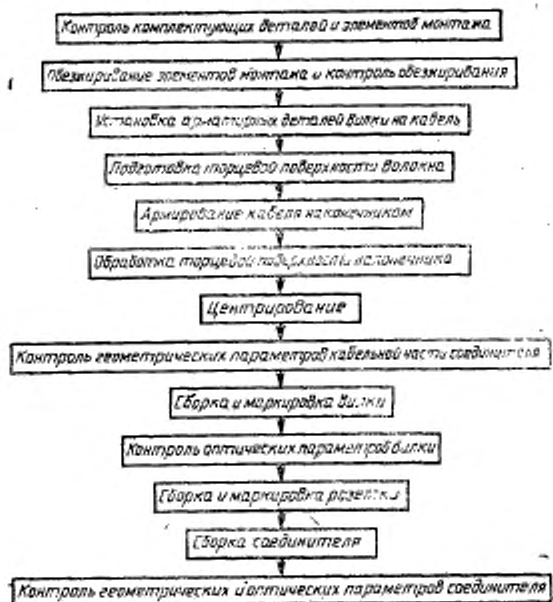 Контроль комплектующих деталей и элементов монтажа
Обезжиривание элементов монтажа и контроль обезжиривания
Установка арматурных деталей вилки на кабель
Подготовка торцевой поверхности волокна
Армирование кабеля наконечником
Обработка торцевой поверхности наконечника
Центрирование
Контроль геометрических параметров кабельной части соединителя
Сборка и маркировка вилки
Контроль оптических параметров вилки
Сборка и маркировка розетки
Сборка соединителя
Контроль геометрических и оптических параметров соединителя